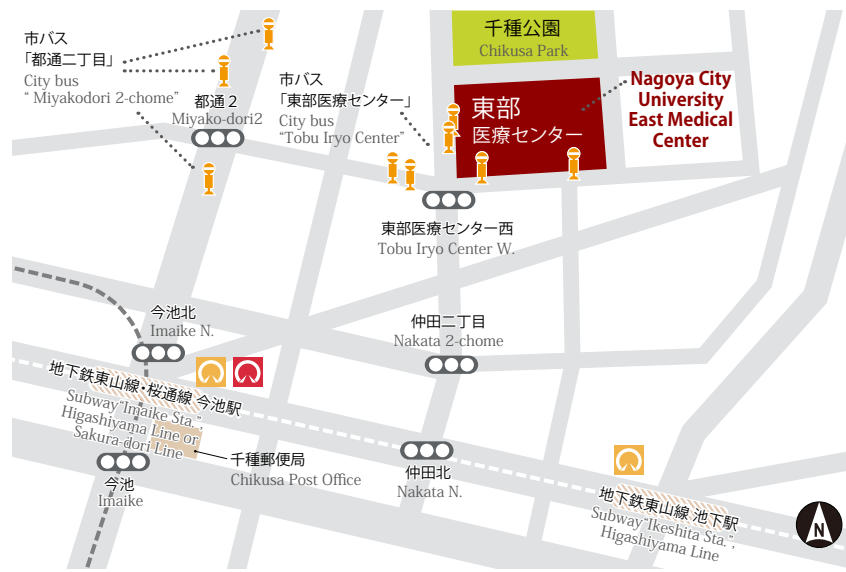 市バス
「都通二丁目」
City bus
“ Miyakodori 2-chome”
都通２
Miyako-dori2
市バス
「東部医療センター」
City bus
“Tobu Iryo Center”
千種公園
Chikusa Park
東部
医療センター
Nagoya City
University
East Medical
Center
東部医療センター西
Tobu Iryo Center W.
今池北
Imaike N.
仲田二丁目
Nakata 2-chome
地下鉄東山線・桜通線 今池駅
Subway“Imaike Sta.”,
Higashiyama Line or
Sakura-dori Line
千種郵便局
Chikusa Post Office
今池
Imaike
仲田北
Nakata N.
地下鉄東山線 池下駅
Subway“Ikeshita Sta.”,
Higashiyama Line
N